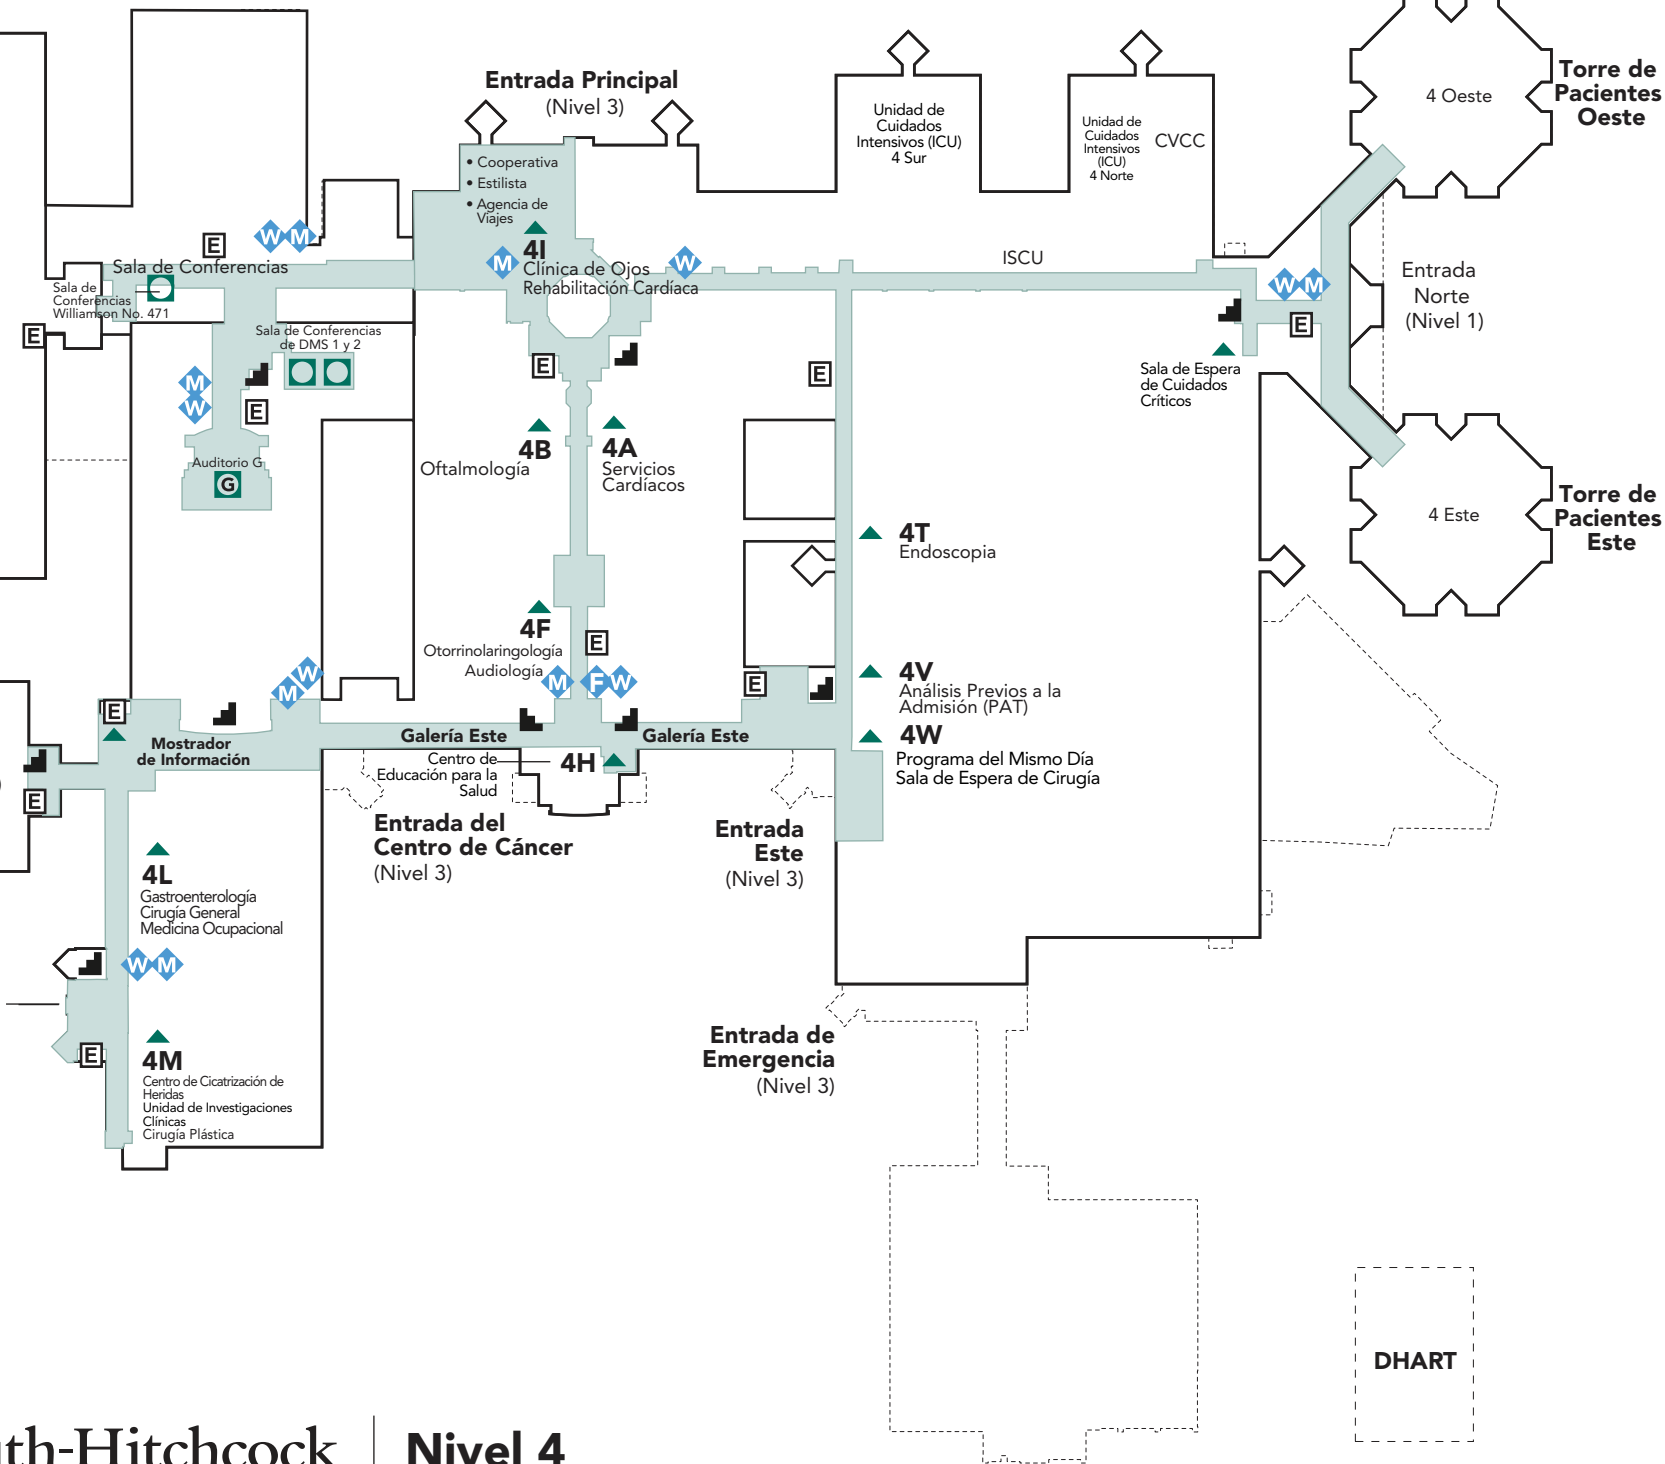 Entrada Principal
(Nivel 3)
• Cooperativa
• Estilista
• Agencia de
Viajes
4I
Clínica de Ojos
Rehabilitación Cardíaca
M
W
Unidad de
Cuidados
Intensivos (ICU)
4 Sur
Unidad de
Cuidados
Intensivos
(ICU)
4 Norte
CVCC
4 Oeste
Torre de
Pacientes
Oeste
ISCU
W M
E
Entrada
Norte
(Nivel 1)
Sala de Espera
de Cuidados
Críticos
4 Este
Torre de
Pacientes
Este
E
W M
Sala de Conferencias
Sala de
Conferencias
Williamson No. 471
E
Sala de Conferencias
de DMS 1 y 2
M
W
E
Auditorio G
G
E
E
4B
Oftalmología
4A
Servicios
Cardíacos
4T
Endoscopia
4F
Otorrinolaringología
Audiología
E
M
F W
E
4V
Análisis Previos a la
Admisión (PAT)
4W
Programa del Mismo Día
Sala de Espera de Cirugía
W
M
E
Mostrador
de Información
Galería Este
Galería Este
Centro de
Educación para la
Salud
4H
E
Entrada del
Centro de Cáncer
(Nivel 3)
Entrada
Este
(Nivel 3)
4L
Gastroenterología
Cirugía General
Medicina Ocupacional
W M
E
4M
Centro de Cicatrización de
Heridas
Unidad de Investigaciones
Clínicas
Cirugía Plástica
Entrada de
Emergencia
(Nivel 3)
DHART
th-Hitchcock
Nivel 4